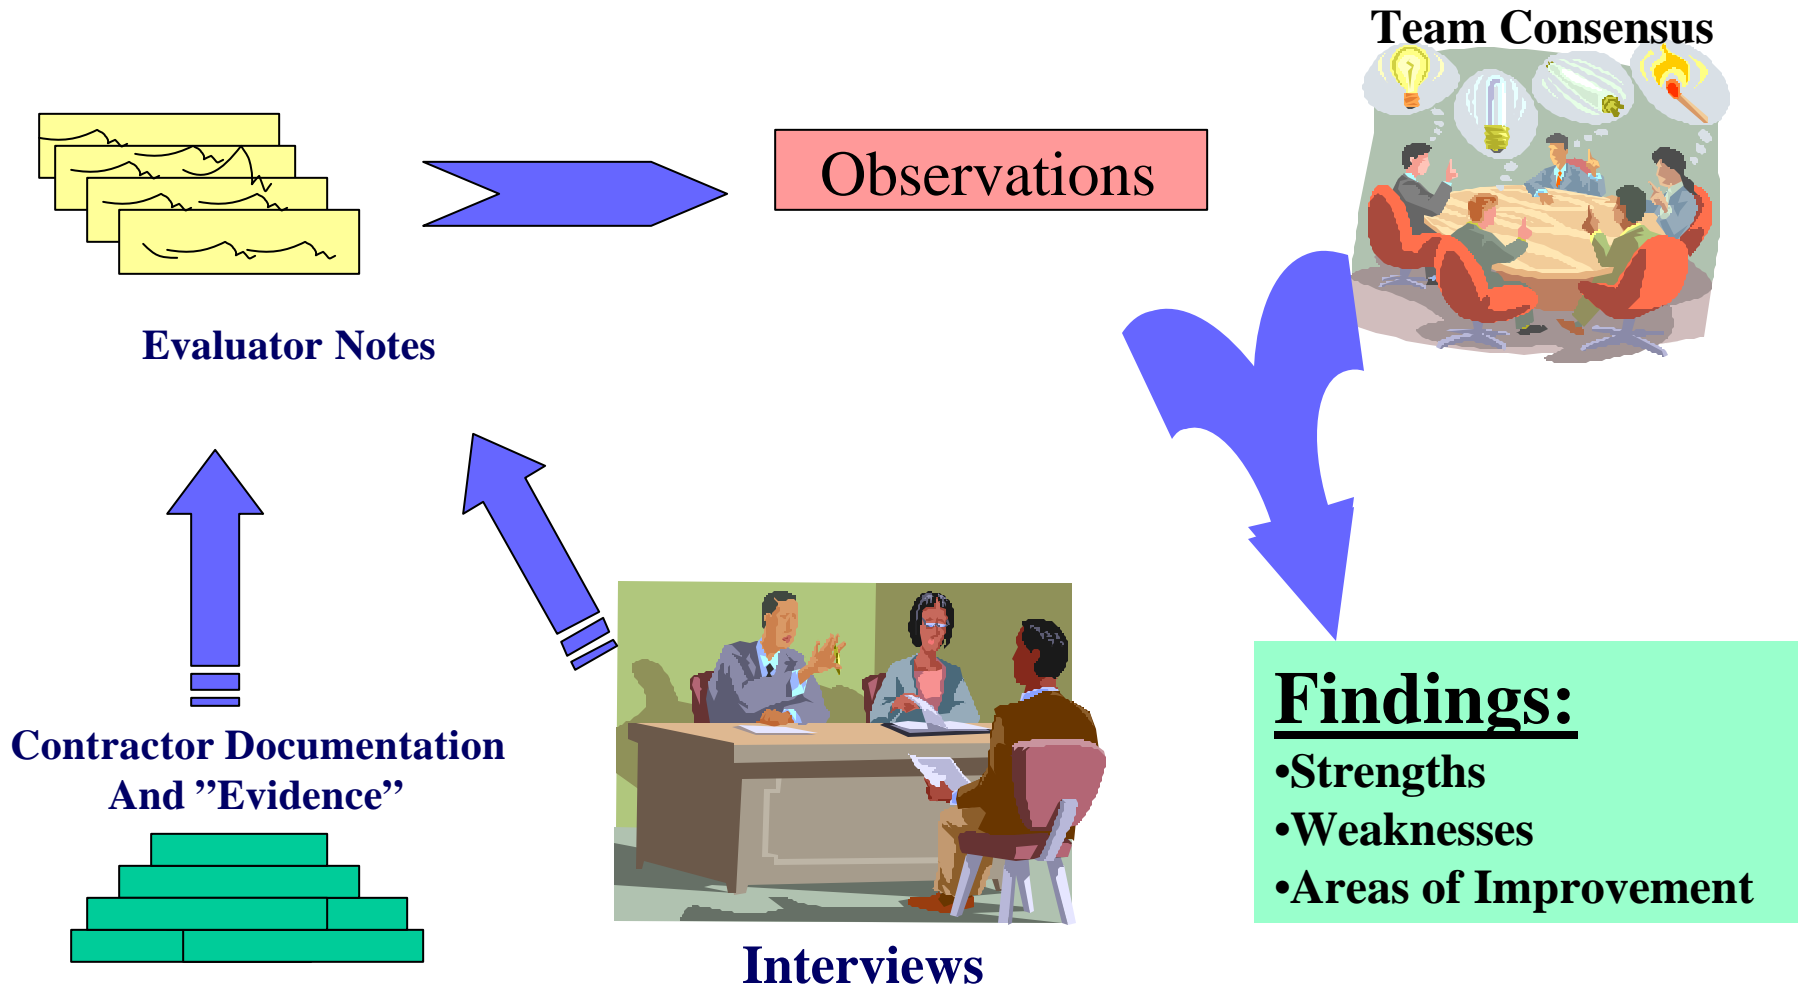 Team Consensus
Observations
Evaluator Notes
Contractor Documentation
And ”Evidence”
Interviews
Findings:
•Strengths
•Weaknesses
•Areas of Improvement